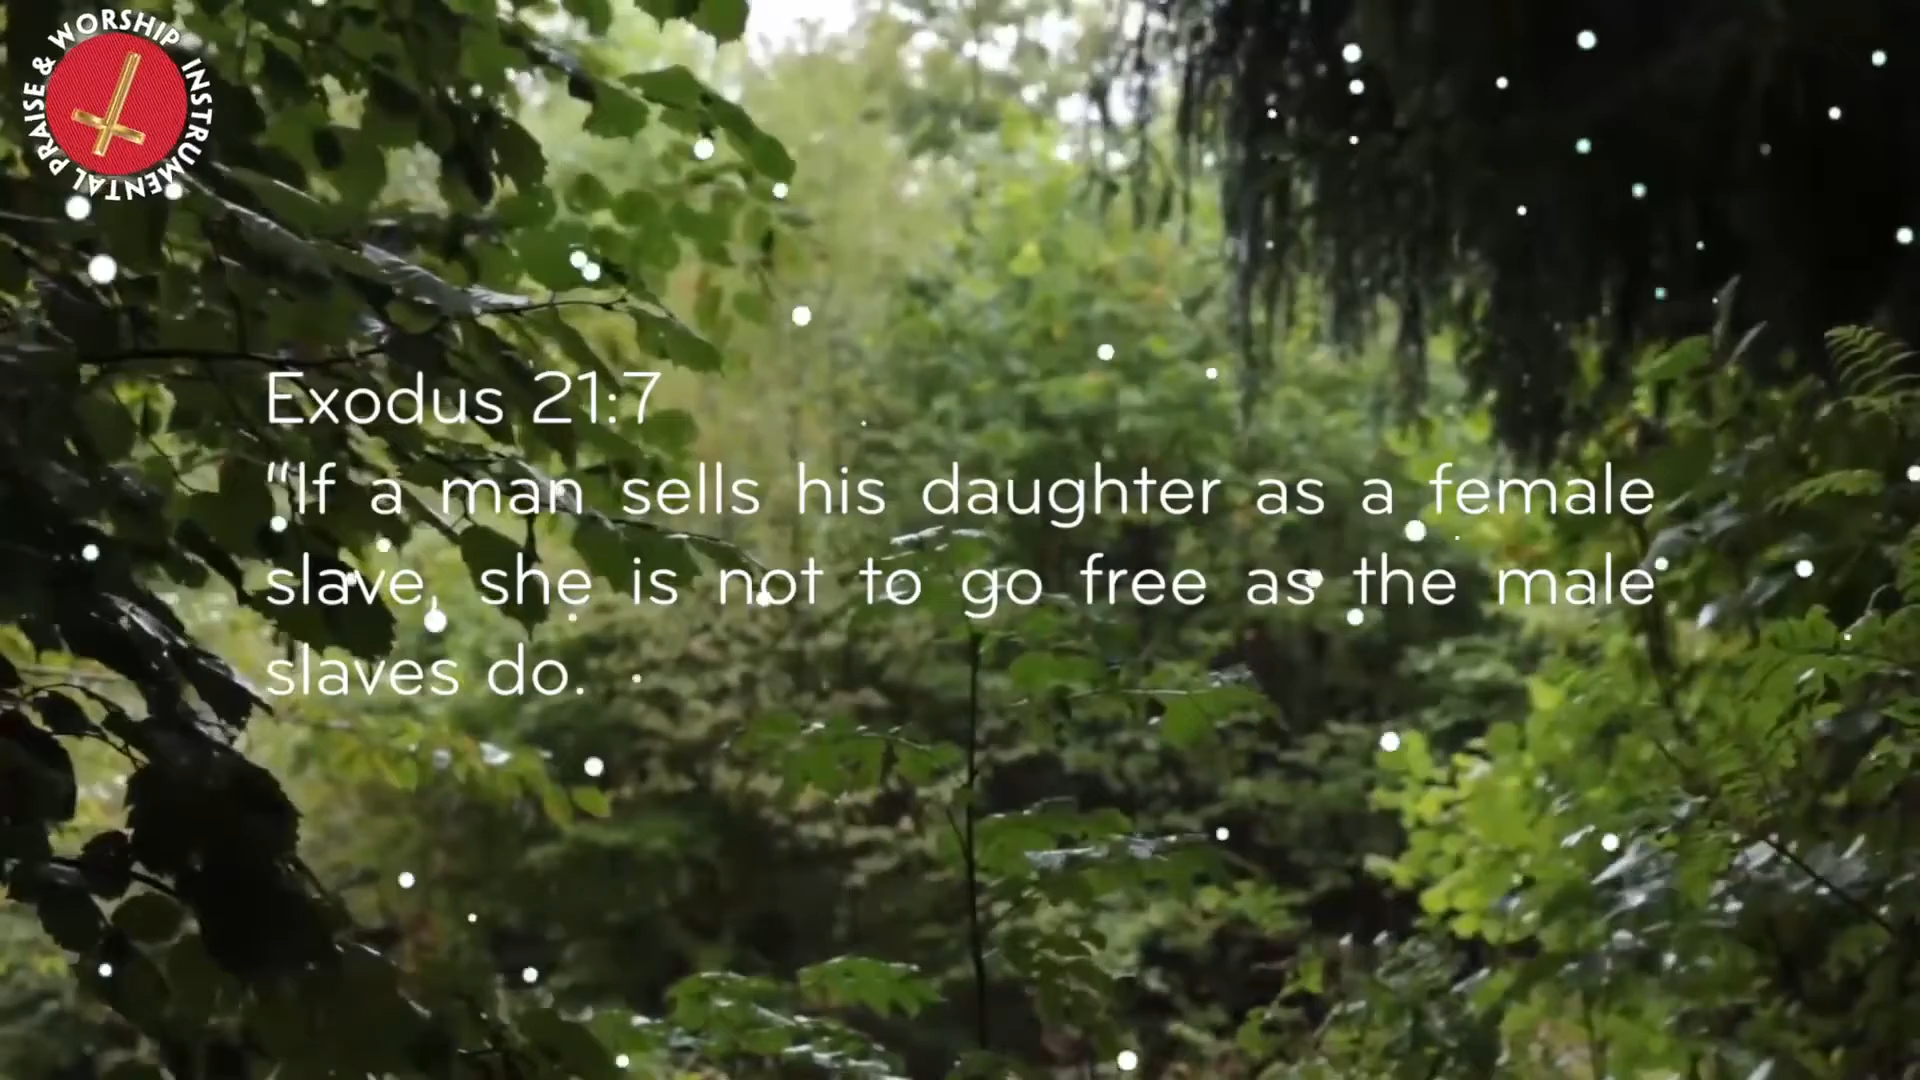 PRAISE & WORSHIP INSTRUMENTAL
Exodus 21:7
“If a man sells his daughter as a female
slave, she is not to go free as the male
slaves do.